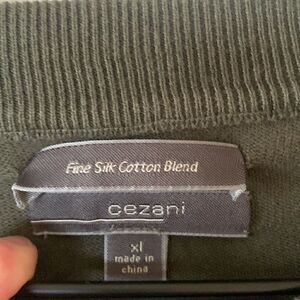 Fine Silk Cotton Blend
cezani
xl
made in
china